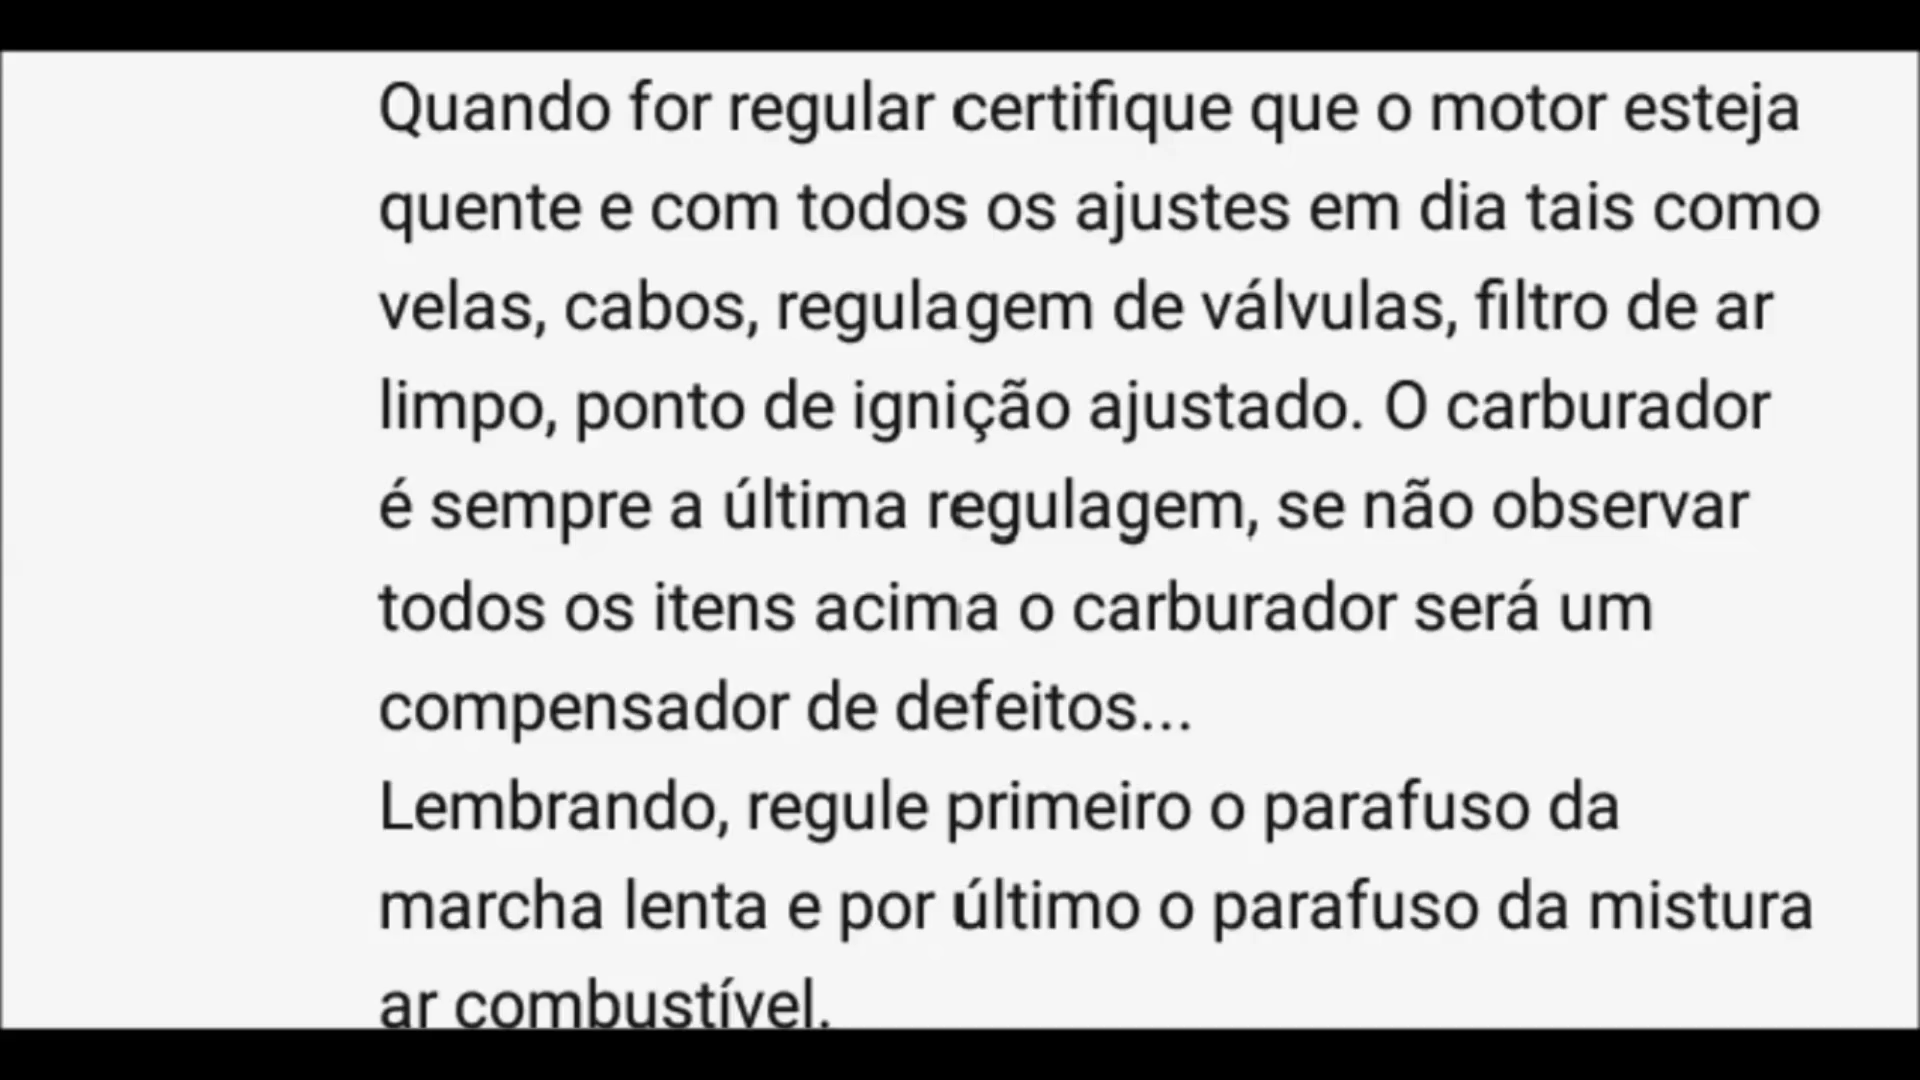 Quando for regular certifique que o motor esteja
quente e com todos os ajustes em dia tais como
velas, cabos, regulagem de válvulas, filtro de ar
limpo, ponto de ignição ajustado. O carburador
é sempre a última regulagem, se não observar
todos os itens acima o carburador será um
compensador de defeitos...
Lembrando, regule primeiro o parafuso da
marcha lenta e por último o parafuso da mistura
ar combustível.